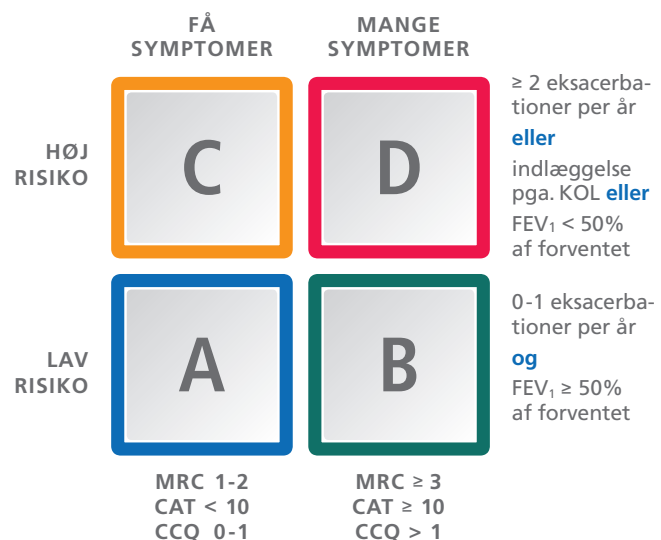 FÅ
SYMPTOMER
MANGE
SYMPTOMER
HØJ
RISIKO
C
D
≥ 2 eksacerba-
tioner per år
eller
indlæggelse
pga. KOL eller
FEV₁ < 50%
af forventet
LAV
RISIKO
A
B
0-1 eksacerba-
tioner per år
og
FEV₁ ≥ 50%
af forventet
MRC 1-2
CAT < 10
CCQ 0-1
MRC ≥ 3
CAT ≥ 10
CCQ > 1